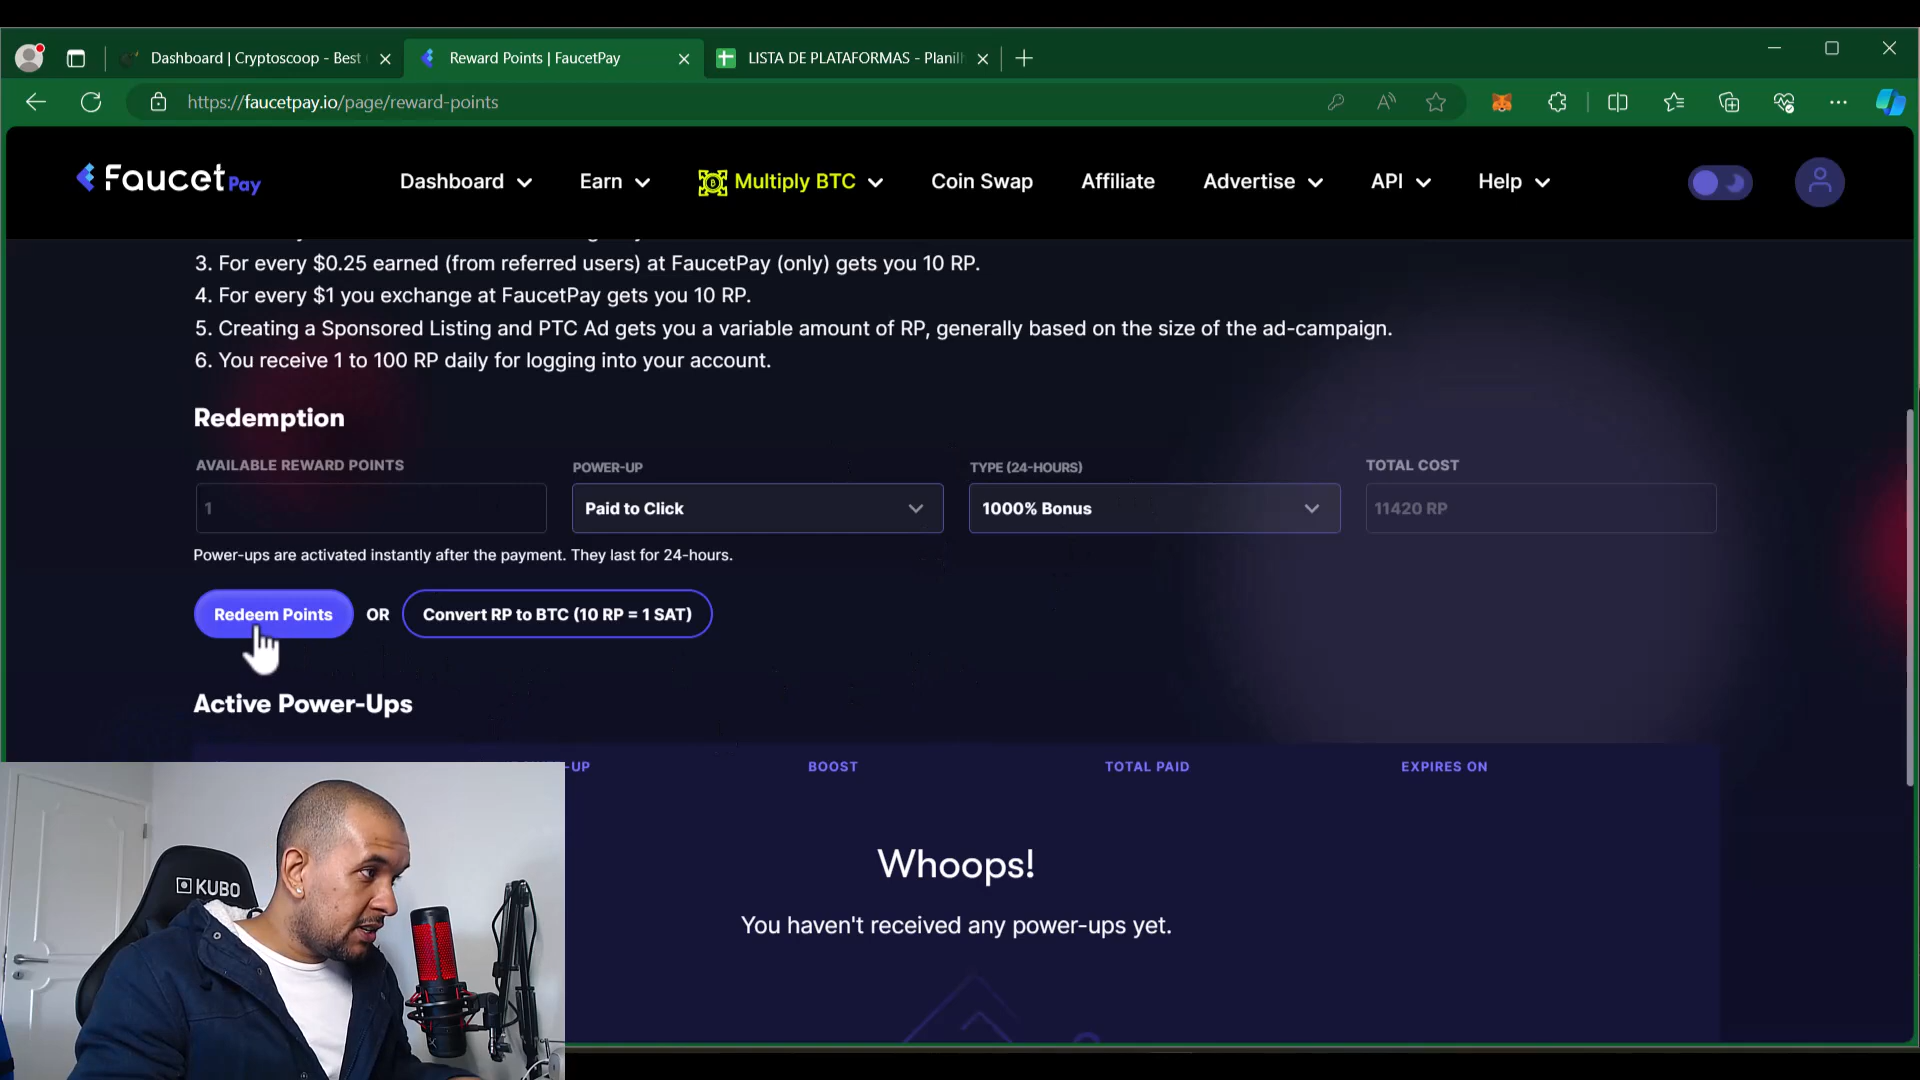 Dashboard | Cryptoscoop - Best
Reward Points | FaucetPay
LISTA DE PLATAFORMAS - Planil
https://faucetpay.io/page/reward-points
FaucetPay
Dashboard
Earn
Multiply BTC
Coin Swap
Affiliate
Advertise
API
Help
3. For every $0.25 earned (from referred users) at FaucetPay (only) gets you 10 RP.
4. For every $1 you exchange at FaucetPay gets you 10 RP.
5. Creating a Sponsored Listing and PTC Ad gets you a variable amount of RP, generally based on the size of the ad-campaign.
6. You receive 1 to 100 RP daily for logging into your account.
Redemption
AVAILABLE REWARD POINTS
POWER-UP
TYPE (24-HOURS)
TOTAL COST
1
Paid to Click
1000% Bonus
11420 RP
Power-ups are activated instantly after the payment. They last for 24-hours.
Redeem Points
OR
Convert RP to BTC (10 RP = 1 SAT)
Active Power-Ups
-UP
BOOST
TOTAL PAID
EXPIRES ON
Whoops!
You haven't received any power-ups yet.
KUBO